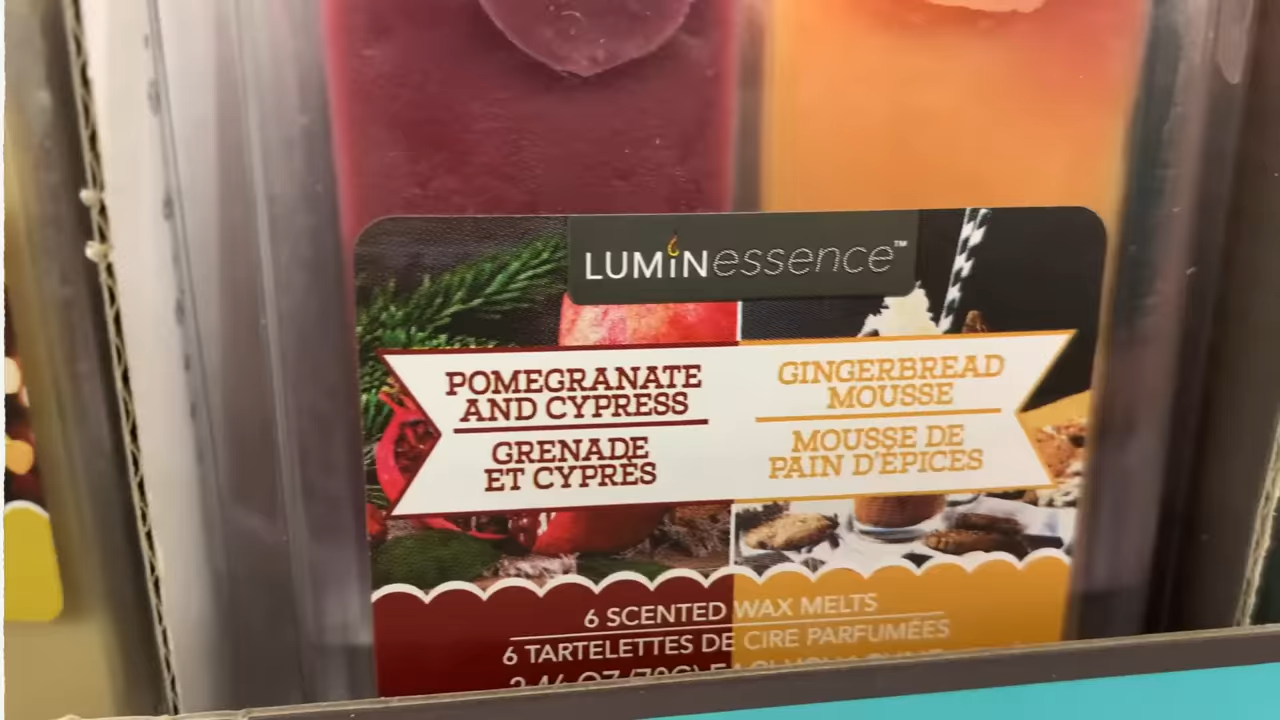 LUMiNessence™
POMEGRANATE
AND CYPRESS
GRENADE
ET CYPRÈS
GINGERBREAD
MOUSSE
MOUSSE DE
PAIN D'ÉPICES
6 SCENTED WAX MELTS
6 TARTELETTES DE CIRE PARFUMÉES